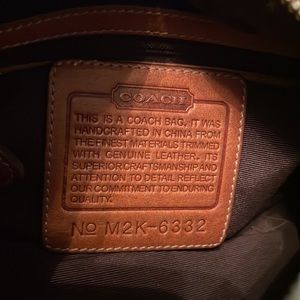 COACH
THIS IS A COACH BAG. IT WAS
HANDCRAFTED IN CHINA FROM
THE FINEST MATERIALS TRIMMED
WITH GENUINE LEATHER. ITS
SUPERIOR CRAFTSMANSHIP AND
ATTENTION TO DETAIL REFLECT
OUR COMMITMENT TO ENDURING
QUALITY.
No M2K-6332